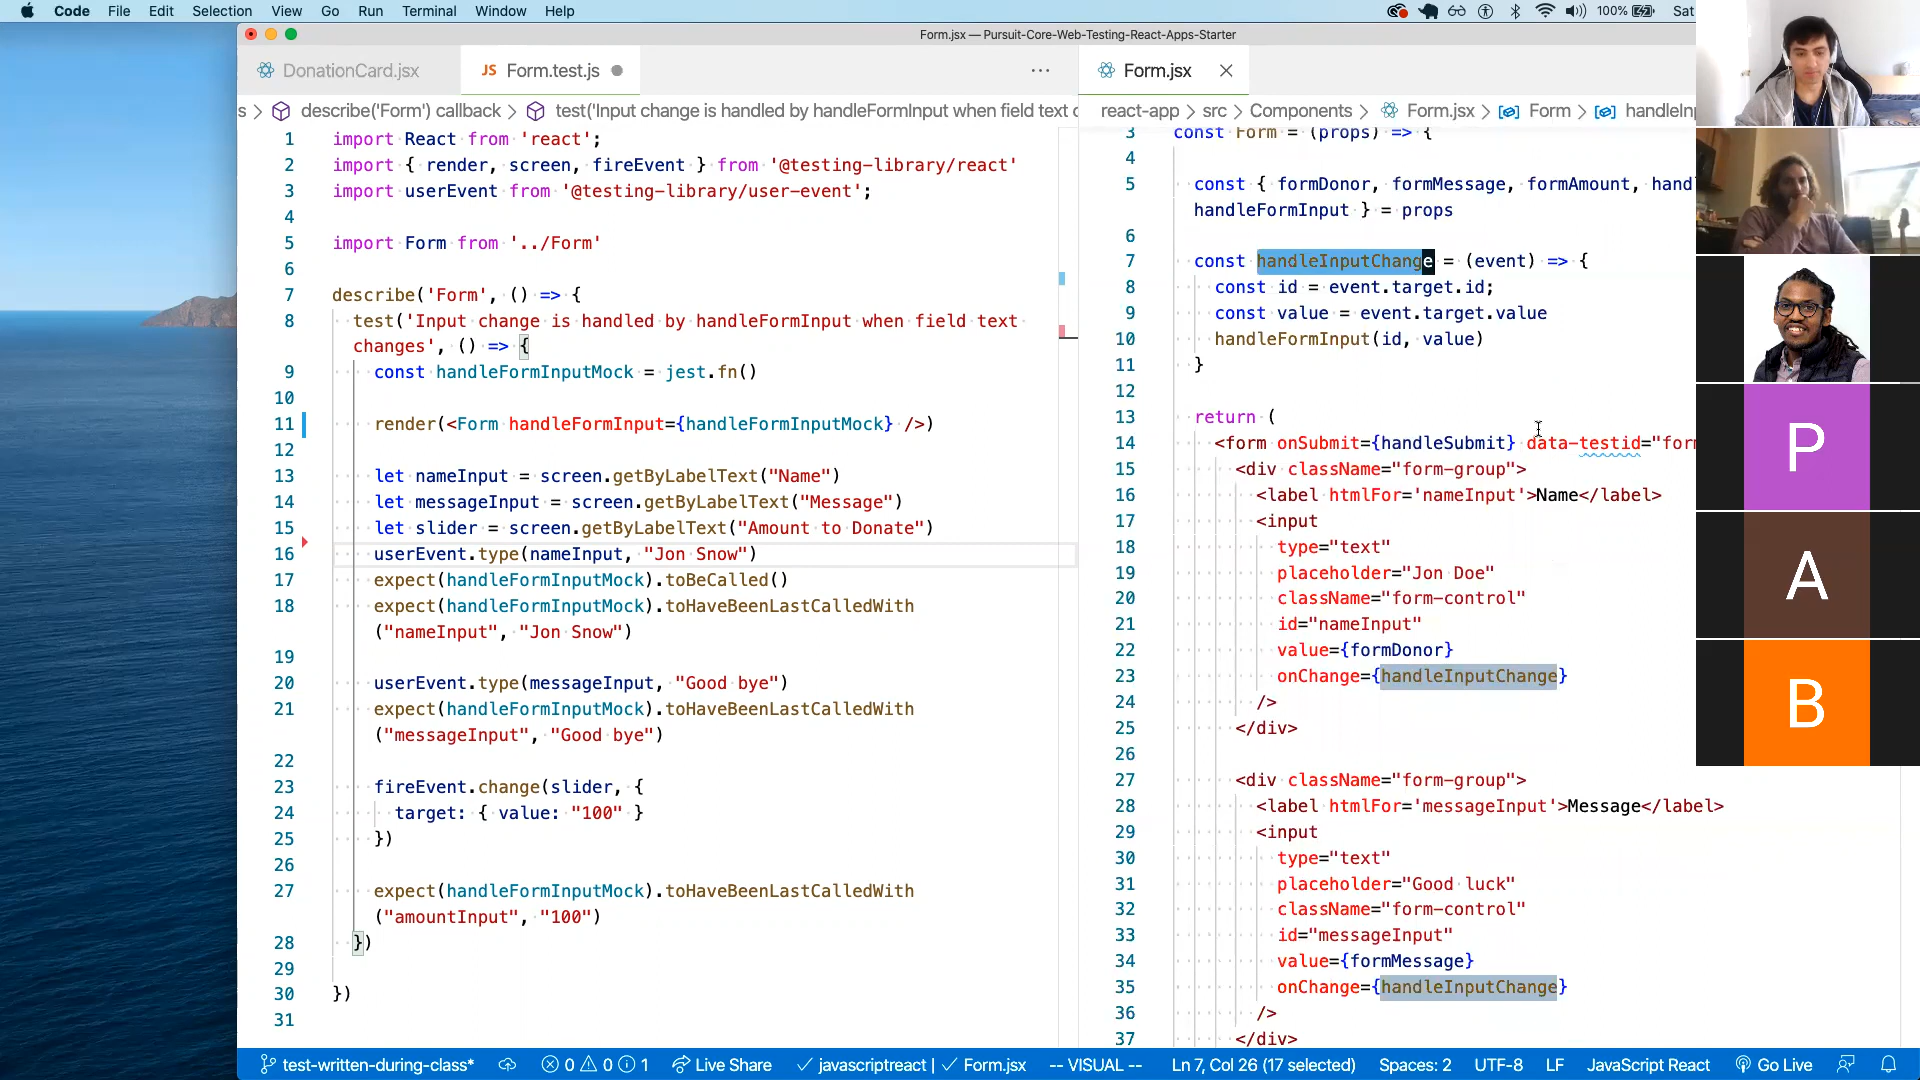 Code File Edit Selection View Go Run Terminal Window Help 100% Sat
Form.jsx — Pursuit-Core-Web-Testing-React-Apps-Starter
DonationCard.jsx JS Form.test.js ··· Form.jsx
s > describe('Form') callback > test('Input change is handled by handleFormInput when field text c
1 import React from 'react';
2 import { render, screen, fireEvent } from '@testing-library/react'
3 import userEvent from '@testing-library/user-event';
4
5 import Form from '../Form'
6
7 describe('Form', () => {
8 test('Input change is handled by handleFormInput when field text
changes', () => {
9 const handleFormInputMock = jest.fn()
10
11 render(<Form handleFormInput={handleFormInputMock} />)
12
13 let nameInput = screen.getByLabelText("Name")
14 let messageInput = screen.getByLabelText("Message")
15 let slider = screen.getByLabelText("Amount to Donate")
16 userEvent.type(nameInput, "Jon Snow")
17 expect(handleFormInputMock).toBeCalled()
18 expect(handleFormInputMock).toHaveBeenLastCalledWith
("nameInput", "Jon Snow")
19
20 userEvent.type(messageInput, "Good bye")
21 expect(handleFormInputMock).toHaveBeenLastCalledWith
("messageInput", "Good bye")
22
23 fireEvent.change(slider, {
24 target: { value: "100" }
25 })
26
27 expect(handleFormInputMock).toHaveBeenLastCalledWith
("amountInput", "100")
28 })
29
30 })
31
react-app > src > Components > Form.jsx > Form > handleIn
3 const Form = (props) => {
4
5 const { formDonor, formMessage, formAmount, hand
handleFormInput } = props
6
7 const handleInputChange = (event) => {
8 const id = event.target.id;
9 const value = event.target.value
10 handleFormInput(id, value)
11 }
12
13 return (
14 <form onSubmit={handleSubmit} data-testid="for
15 <div className="form-group">
16 <label htmlFor='nameInput'>Name</label>
17 <input
18 type="text"
19 placeholder="Jon Doe"
20 className="form-control"
21 id="nameInput"
22 value={formDonor}
23 onChange={handleInputChange}
24 />
25 </div>
26
27 <div className="form-group">
28 <label htmlFor='messageInput'>Message</label>
29 <input
30 type="text"
31 placeholder="Good luck"
32 className="form-control"
33 id="messageInput"
34 value={formMessage}
35 onChange={handleInputChange}
36 />
37 </div>
P
A
B
test-written-during-class* 0 0 1 Live Share javascriptreact | Form.jsx -- VISUAL -- Ln 7, Col 26 (17 selected) Spaces: 2 UTF-8 LF JavaScript React Go Live